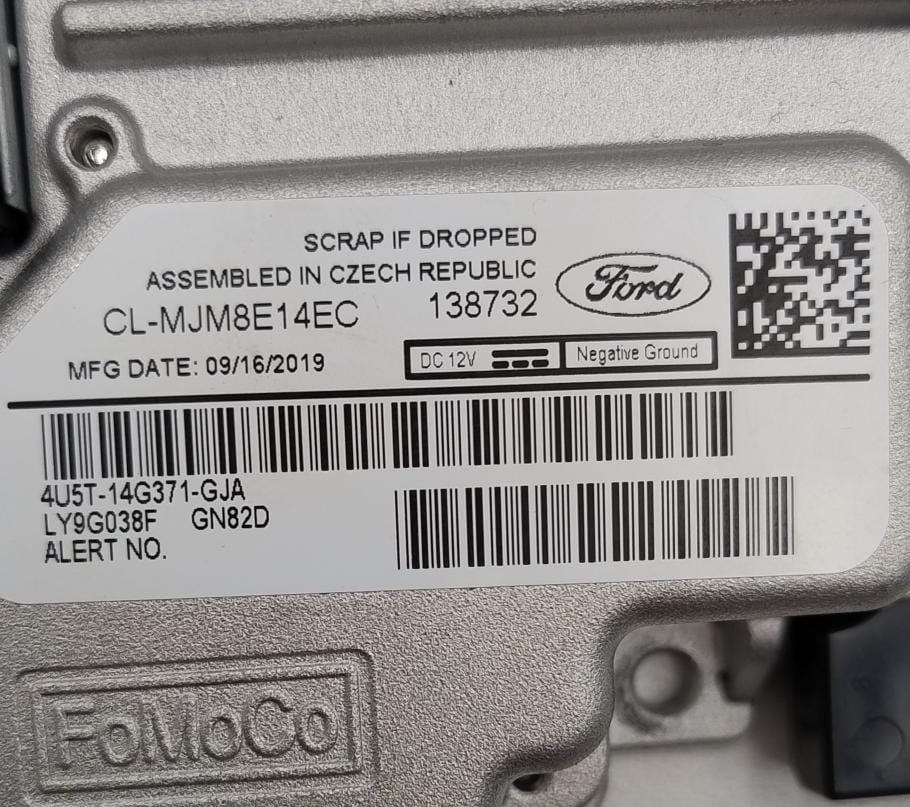 SCRAP IF DROPPED
ASSEMBLED IN CZECH REPUBLIC
CL-MJM8E14EC 138732
Ford
MFG DATE: 09/16/2019
DC 12V
Negative Ground
4U5T-14G371-GJA
LY9G038F GN82D
ALERT NO.
FoMoCo